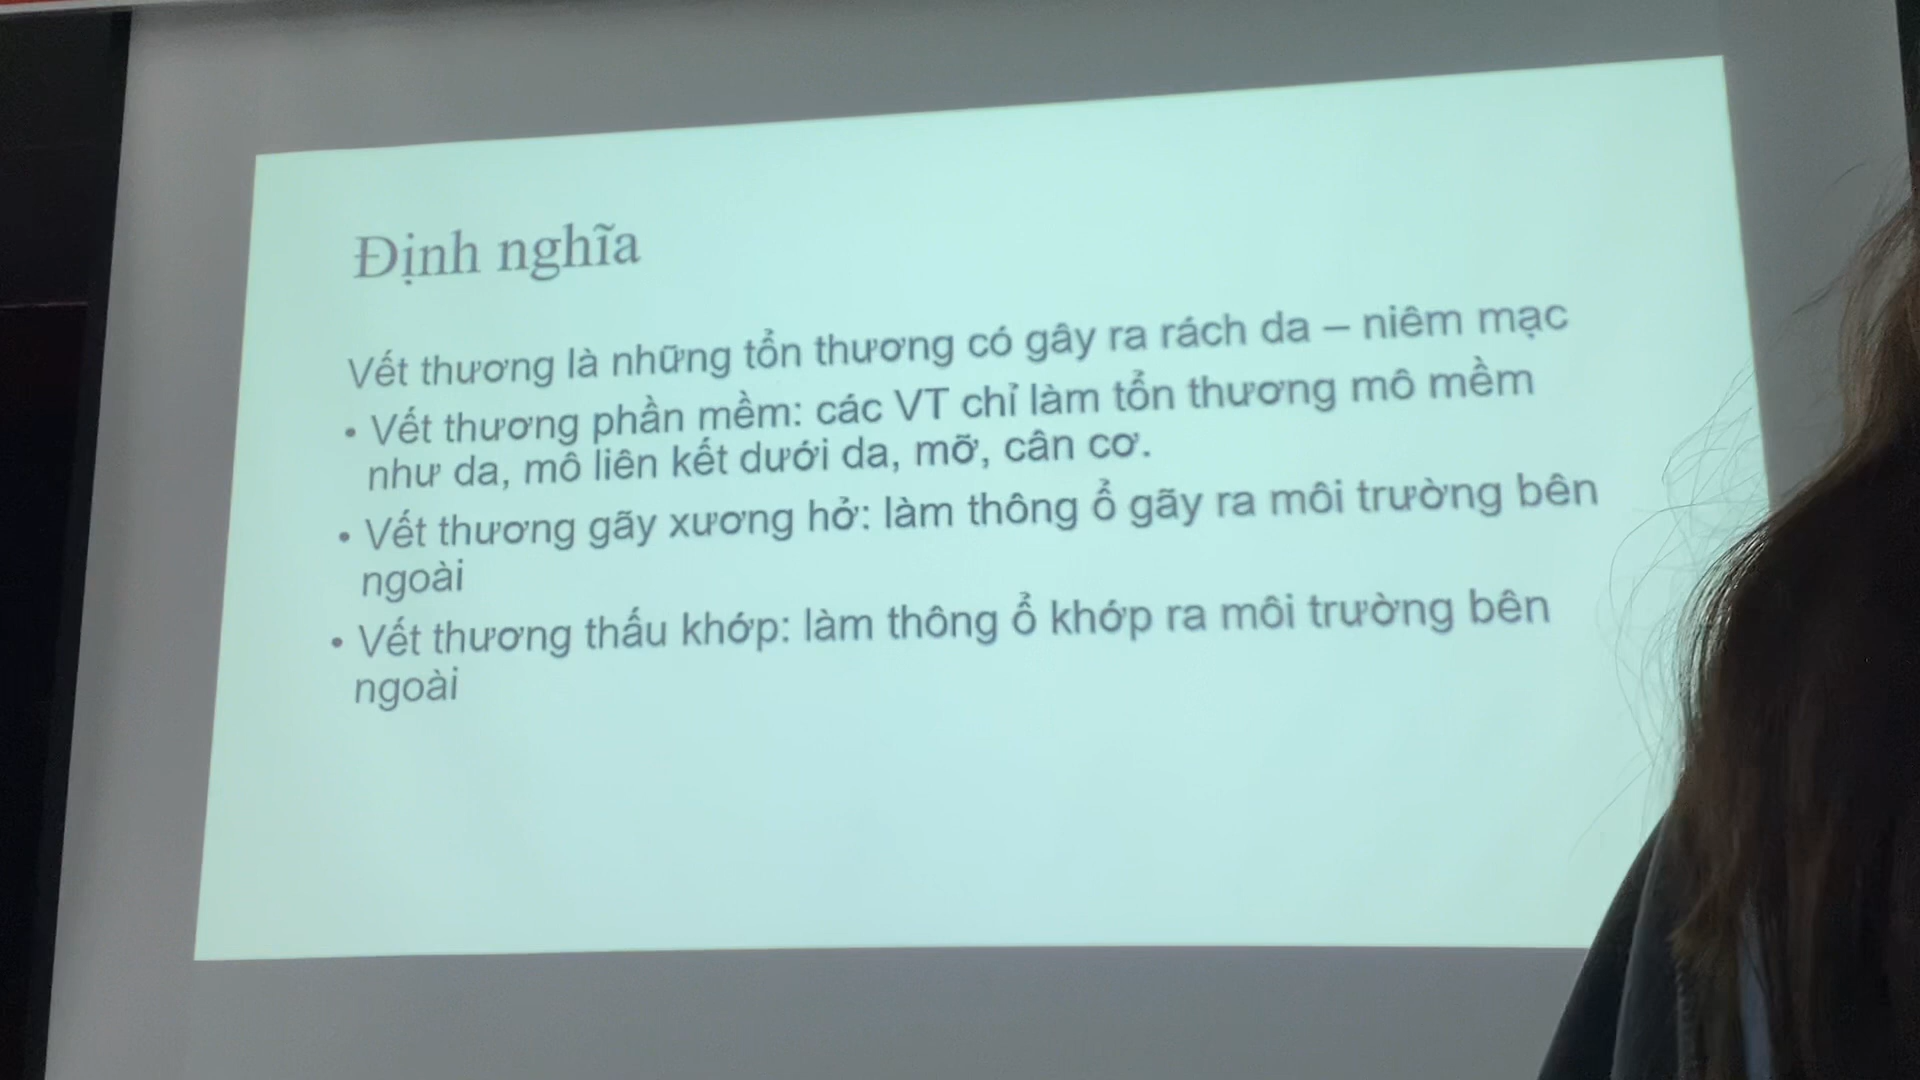 Định nghĩa
Vết thương là những tổn thương có gây ra rách da – niêm mạc
• Vết thương phần mềm: các VT chỉ làm tổn thương mô mềm
như da, mô liên kết dưới da, mỡ, cân cơ.
• Vết thương gãy xương hở: làm thông ổ gãy ra môi trường bên
ngoài
• Vết thương thấu khớp: làm thông ổ khớp ra môi trường bên
ngoài